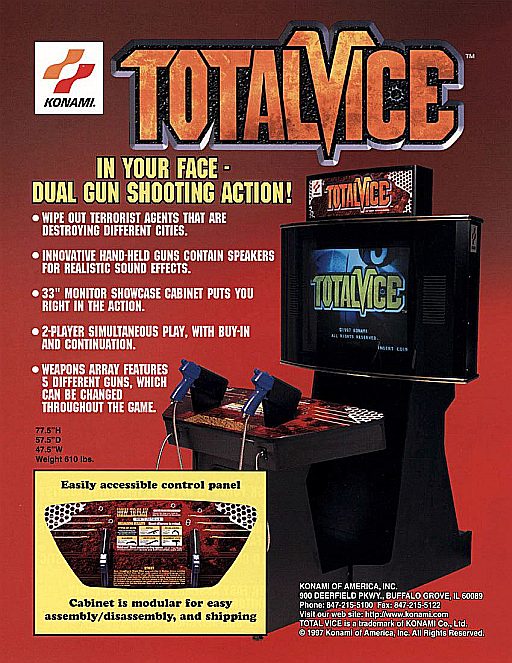 KONAMI.
TOTAL VICE™
IN YOUR FACE -
DUAL GUN SHOOTING ACTION!
• WIPE OUT TERRORIST AGENTS THAT ARE
DESTROYING DIFFERENT CITIES.
• INNOVATIVE HAND-HELD GUNS CONTAIN SPEAKERS
FOR REALISTIC SOUND EFFECTS.
• 33" MONITOR SHOWCASE CABINET PUTS YOU
RIGHT IN THE ACTION.
• 2-PLAYER SIMULTANEOUS PLAY, WITH BUY-IN
AND CONTINUATION.
• WEAPONS ARRAY FEATURES
5 DIFFERENT GUNS, WHICH
CAN BE CHANGED
THROUGHOUT THE GAME.
TOTAL VICE
TOTAL VICE
©1997 KONAMI
ALL RIGHTS RESERVED.
INSERT COIN
77.5"H
57.5"D
47.5"W
Weight 610 lbs.
Easily accessible control panel
HOW TO PLAY
Cabinet is modular for easy
assembly/disassembly, and shipping
KONAMI OF AMERICA, INC.
900 DEERFIELD PKWY., BUFFALO GROVE, IL 60089
Phone: 847-215-5100 Fax: 847-215-5122
Visit our web site: http://www.konami.com
TOTAL VICE is a trademark of KONAMI Co., Ltd.
© 1997 Konami of America, Inc. All Rights Reserved.